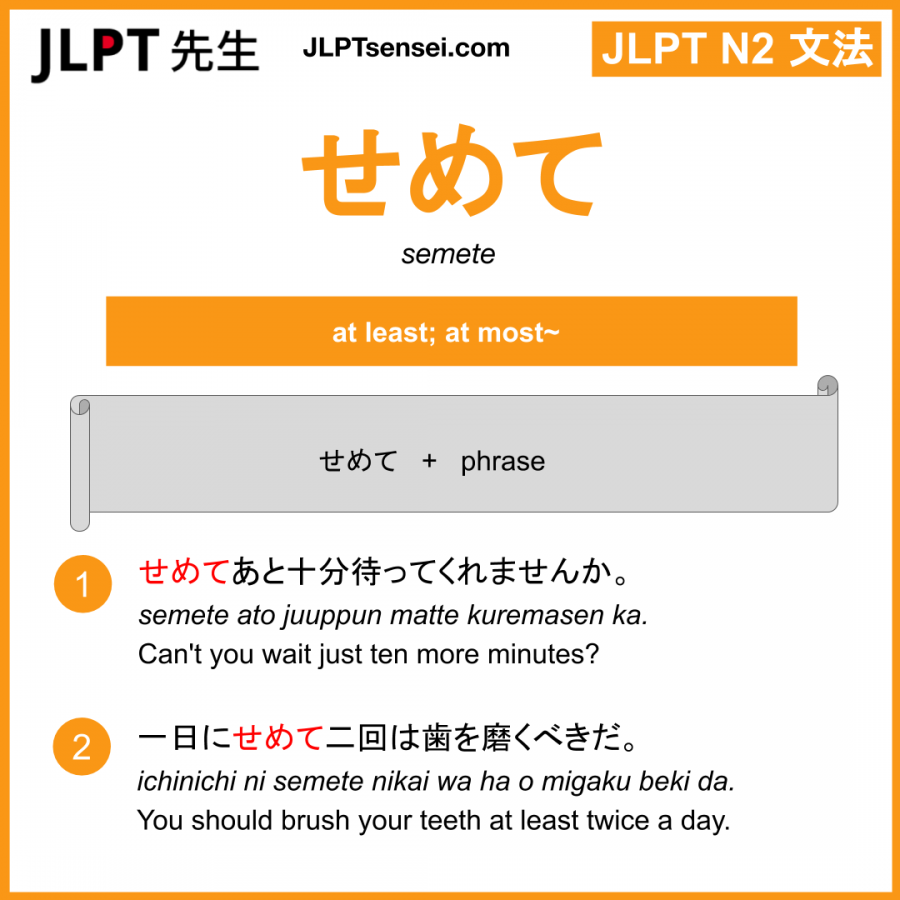 JLPT 先生
JLPTsensei.com
JLPT N2 文法
せめて
semete
at least; at most~
せめて + phrase
1
せめてあと十分待ってくれませんか。
semete ato juuppun matte kuremasen ka.
Can't you wait just ten more minutes?
2
一日にせめて二回は歯を磨くべきだ。
ichinichi ni semete nikai wa ha o migaku beki da.
You should brush your teeth at least twice a day.